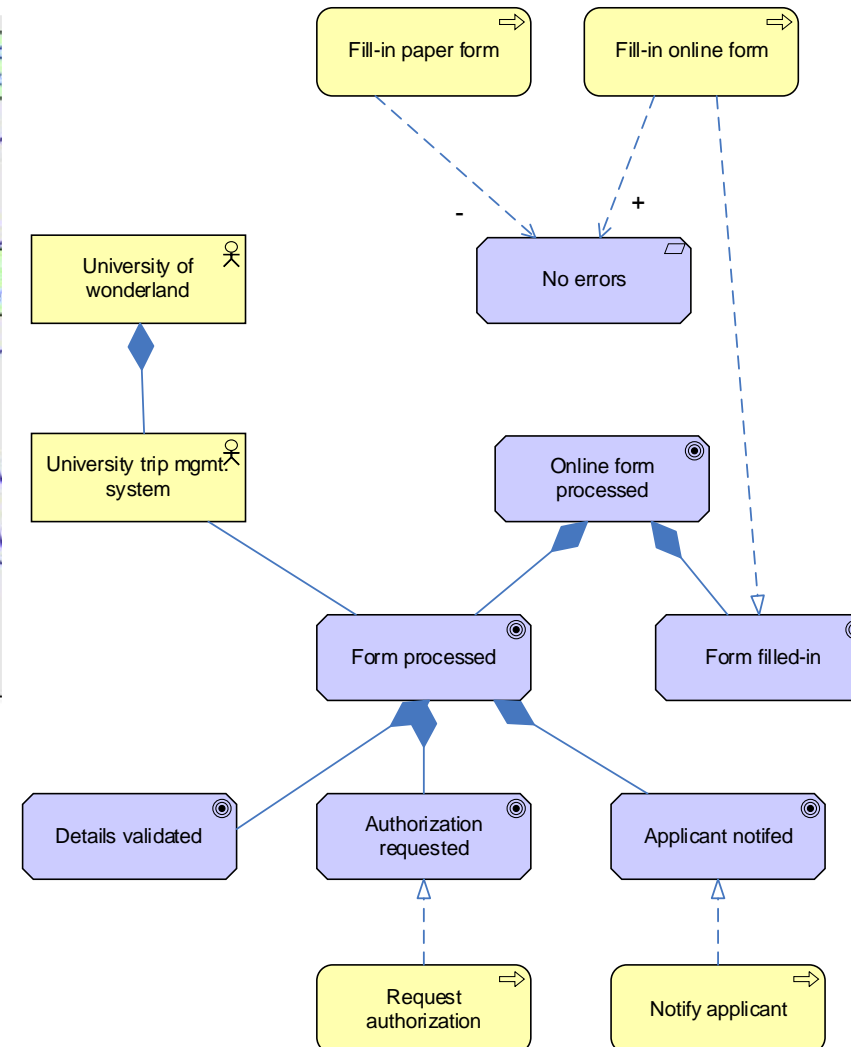 Fill-in paper form
Fill-in online form
-
+
No errors
University of
wonderland
University trip mgmt.
system
Online form
processed
Form processed
Form filled-in
Details validated
Authorization
requested
Applicant notifed
Request
authorization
Notify applicant